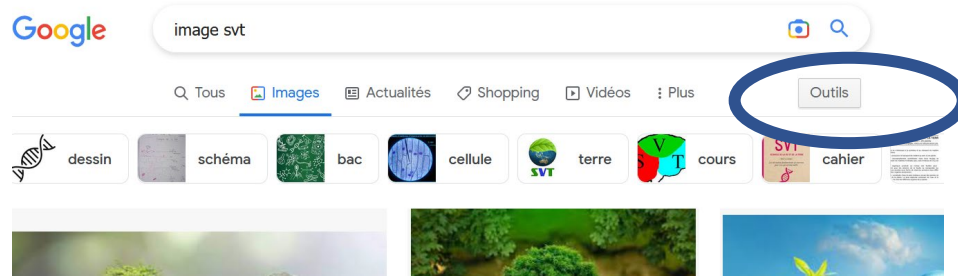 Google
image svt
Tous Images Actualités Shopping Vidéos Plus Outils
dessin schéma bac cellule terre cours cahier
SVT
S V T
SVT